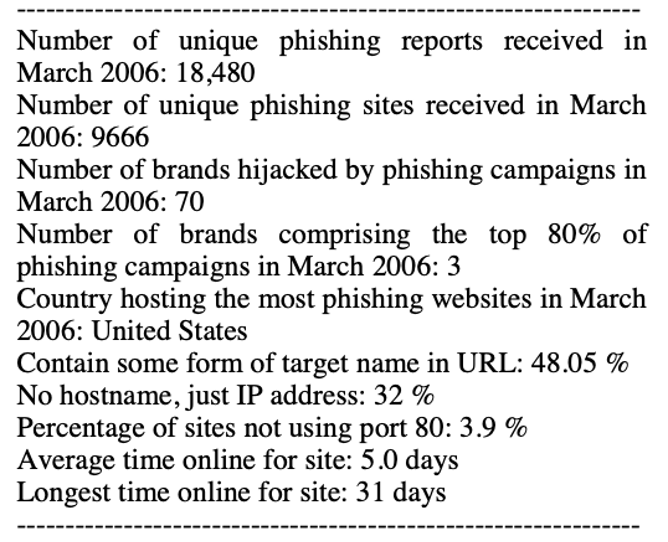 ----------------------------------------------------------------
Number of unique phishing reports received in
March 2006: 18,480
Number of unique phishing sites received in March
2006: 9666
Number of brands hijacked by phishing campaigns in
March 2006: 70
Number of brands comprising the top 80% of
phishing campaigns in March 2006: 3
Country hosting the most phishing websites in March
2006: United States
Contain some form of target name in URL: 48.05 %
No hostname, just IP address: 32 %
Percentage of sites not using port 80: 3.9 %
Average time online for site: 5.0 days
Longest time online for site: 31 days
----------------------------------------------------------------